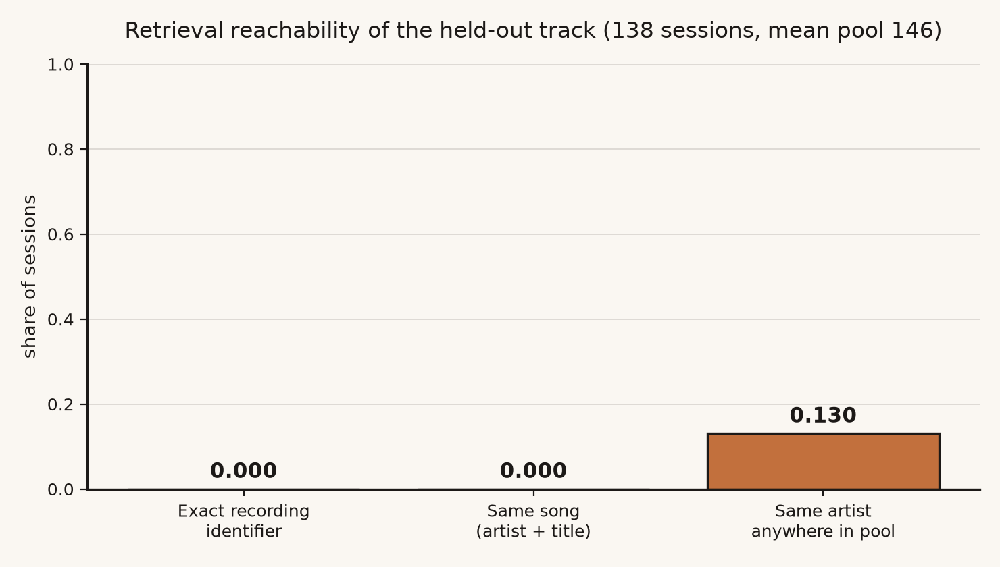 Retrieval reachability of the held-out track (138 sessions, mean pool 146)
share of sessions
1.0
0.8
0.6
0.4
0.2
0.0
0.000
0.000
0.130
Exact recording
identifier
Same song
(artist + title)
Same artist
anywhere in pool